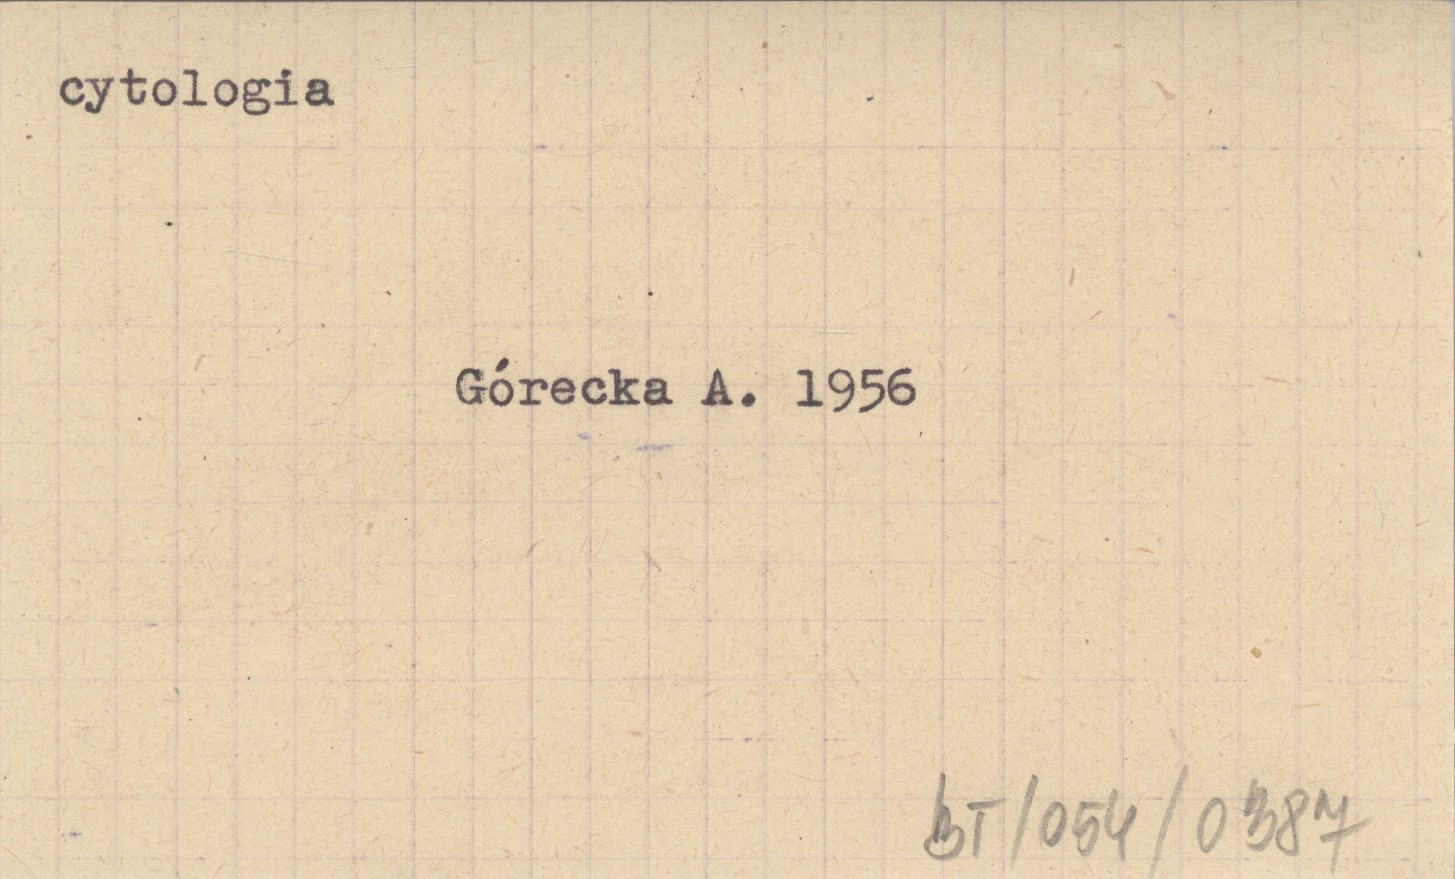 cytologia
Górecka A. 1956
BT/054/0387